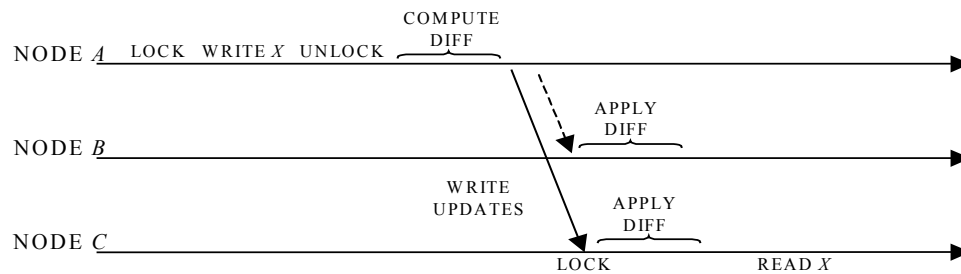 COMPUTE
DIFF
NODE A LOCK WRITE X UNLOCK
APPLY
DIFF
NODE B
WRITE
UPDATES
APPLY
DIFF
NODE C
LOCK READ X